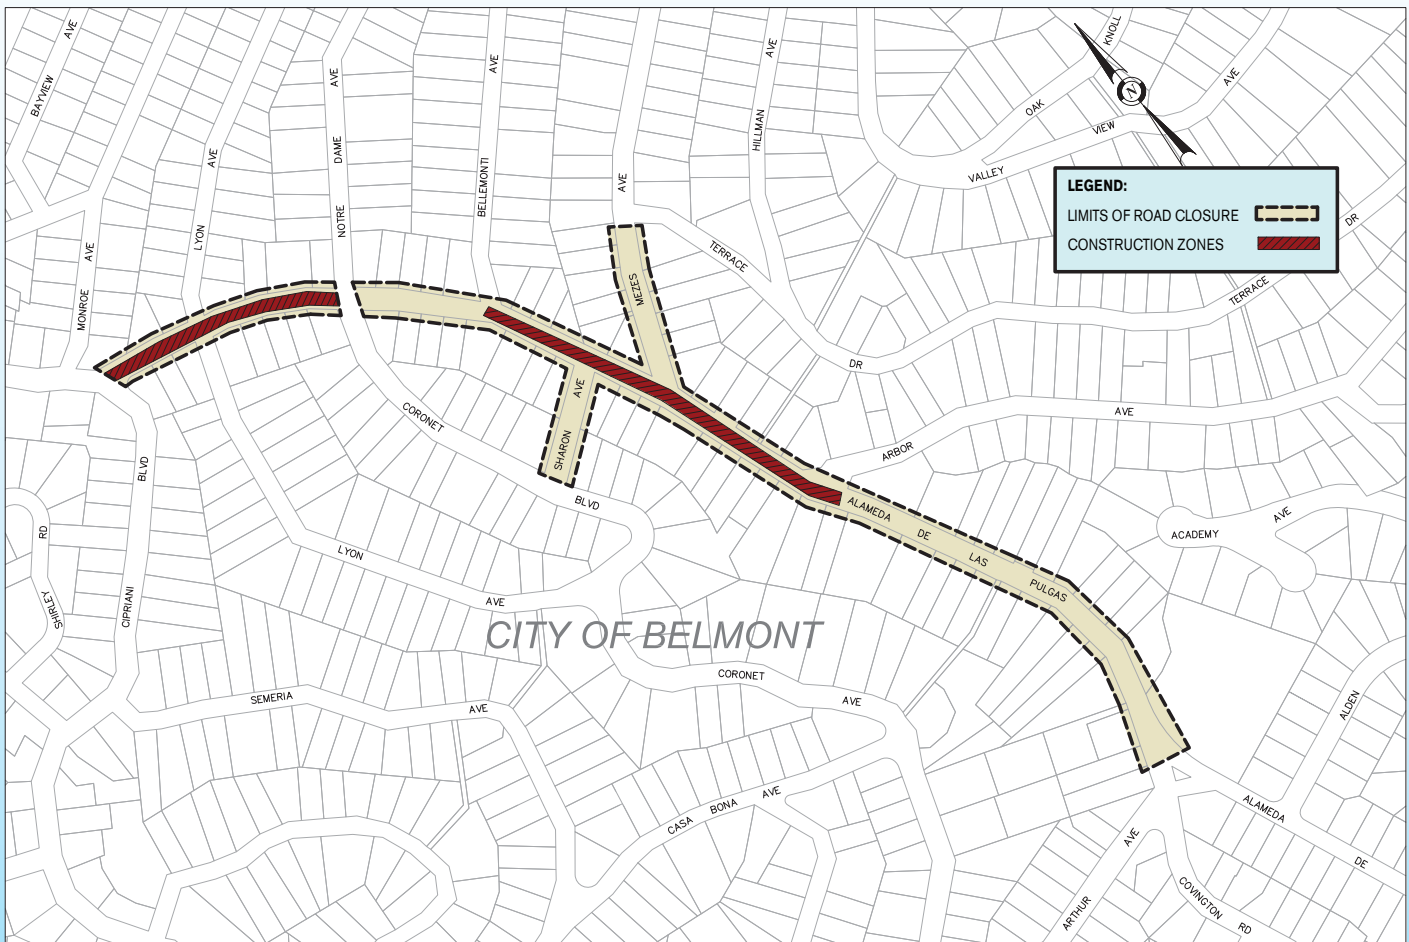 AVE
BAYVIEW
AVE
MONROE
AVE
LYON
AVE
DAME
NOTRE
AVE
BELLEMONTI
AVE
MEZES
AVE
HILLMAN
TERRACE
DR
KNOLL
OAK
VALLEY
VIEW
AVE
N
LEGEND:
LIMITS OF ROAD CLOSURE
CONSTRUCTION ZONES
DR
TERRACE
ARBOR
AVE
CORONET
BLVD
AVE
SHARON
ALAMEDA
DE
LAS
PULGAS
ACADEMY
AVE
BLVD
CIPRIANI
RD
SHIRLEY
LYON
AVE
CITY OF BELMONT
CORONET
AVE
SEMERIA
AVE
CASA
BONA
AVE
ALDEN
ALAMEDA
DE
AVE
ARTHUR
COVINGTON
RD